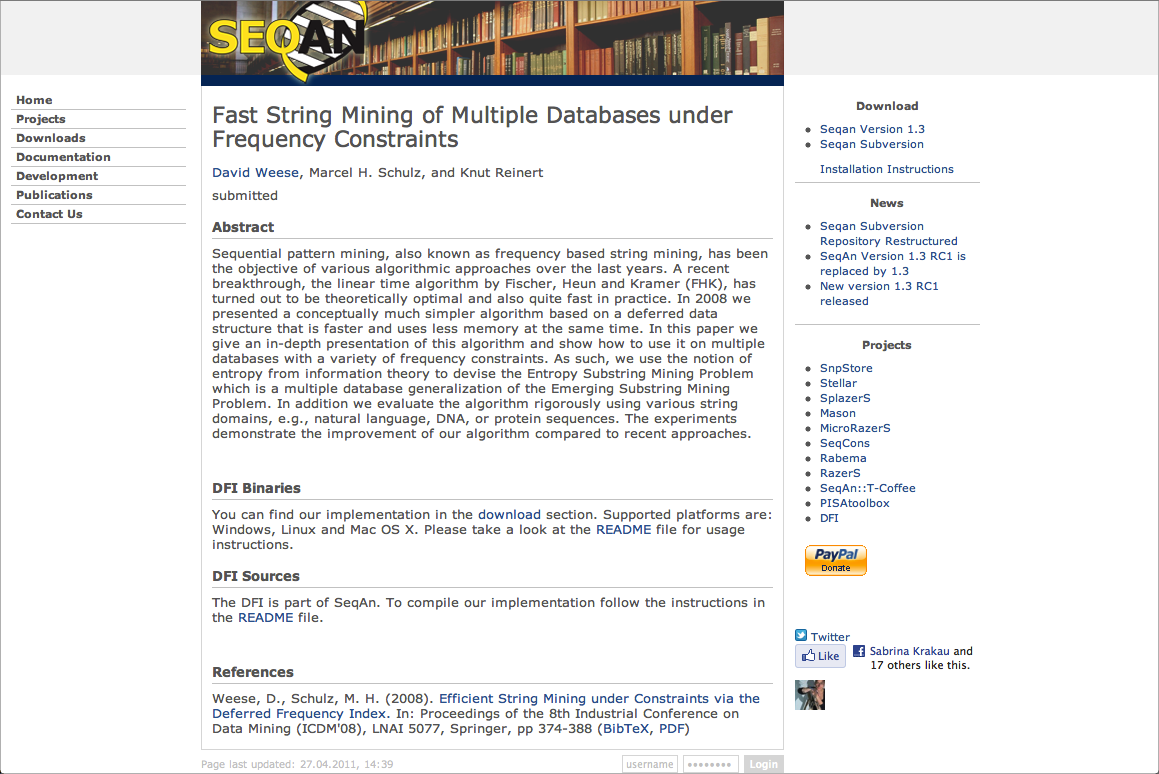 SEQAN
Home
Projects
Downloads
Documentation
Development
Publications
Contact Us
Fast String Mining of Multiple Databases under
Frequency Constraints
David Weese, Marcel H. Schulz, and Knut Reinert
submitted
Abstract
Sequential pattern mining, also known as frequency based string mining, has been
the objective of various algorithmic approaches over the last years. A recent
breakthrough, the linear time algorithm by Fischer, Heun and Kramer (FHK), has
turned out to be theoretically optimal and also quite fast in practice. In 2008 we
presented a conceptually much simpler algorithm based on a deferred data
structure that is faster and uses less memory at the same time. In this paper we
give an in-depth presentation of this algorithm and show how to use it on multiple
databases with a variety of frequency constraints. As such, we use the notion of
entropy from information theory to devise the Entropy Substring Mining Problem
which is a multiple database generalization of the Emerging Substring Mining
Problem. In addition we evaluate the algorithm rigorously using various string
domains, e.g., natural language, DNA, or protein sequences. The experiments
demonstrate the improvement of our algorithm compared to recent approaches.
DFI Binaries
You can find our implementation in the download section. Supported platforms are:
Windows, Linux and Mac OS X. Please take a look at the README file for usage
instructions.
DFI Sources
The DFI is part of SeqAn. To compile our implementation follow the instructions in
the README file.
References
Weese, D., Schulz, M. H. (2008). Efficient String Mining under Constraints via the
Deferred Frequency Index. In: Proceedings of the 8th Industrial Conference on
Data Mining (ICDM'08), LNAI 5077, Springer, pp 374-388 (BibTeX, PDF)
Download
Seqan Version 1.3
Seqan Subversion
Installation Instructions
News
Seqan Subversion
Repository Restructured
SeqAn Version 1.3 RC1 is
replaced by 1.3
New version 1.3 RC1
released
Projects
SnpStore
Stellar
SplazerS
Mason
MicroRazerS
SeqCons
Rabema
RazerS
SeqAn::T-Coffee
PISAtoolbox
DFI
PayPal
Donate
Twitter
Like
Sabrina Krakau and
17 others like this.
Page last updated: 27.04.2011, 14:39
username
••••••••
Login